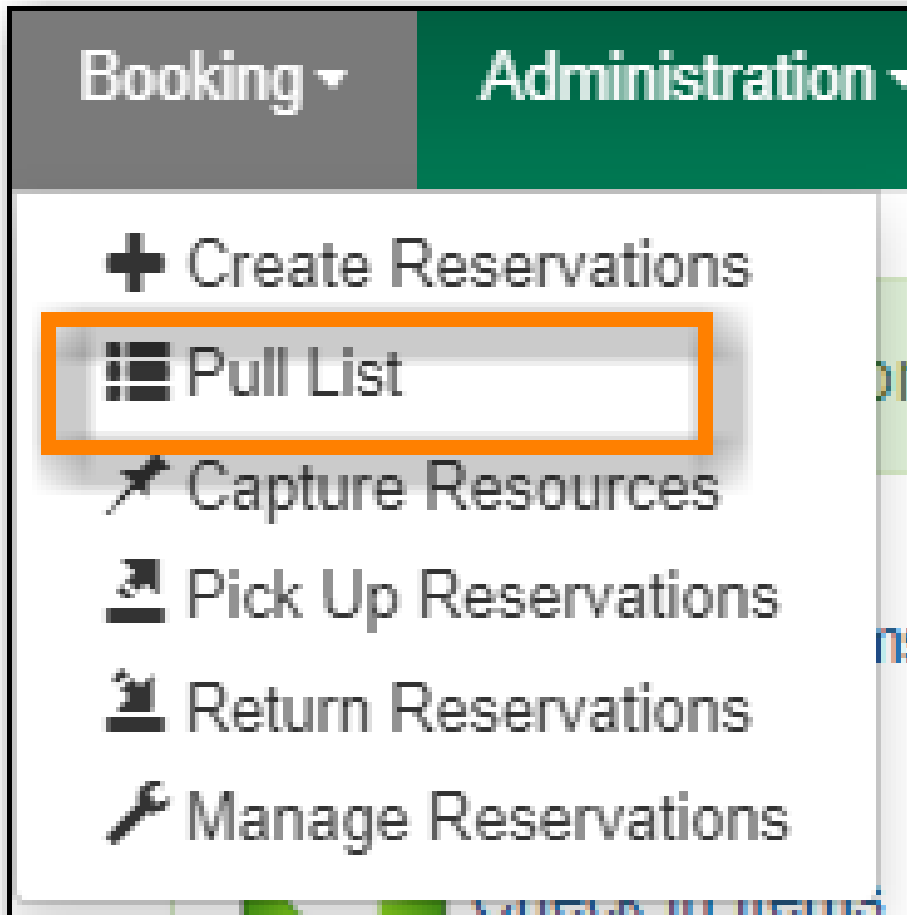 Booking Administration
Create Reservations
Pull List
Capture Resources
Pick Up Reservations
Return Reservations
Manage Reservations